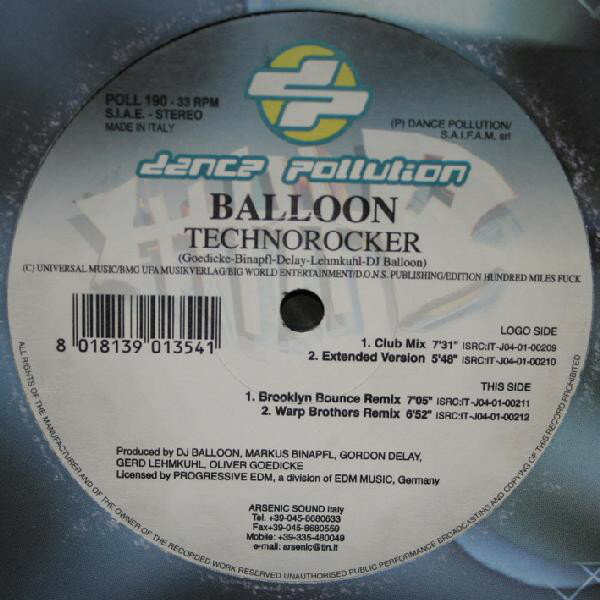 POLL 190 - 33 RPM
S.I.A.E. - STEREO
MADE IN ITALY
(P) DANCE POLLUTION/
S.A.I.F.A.M. srl
dance pollution
BALLOON
TECHNOROCKER
(Goedicke-Binapfl-Delay-Lehmkuhl-DJ Balloon)
(C) UNIVERSAL MUSIC/BMG UFA MUSIKVERLAG/BIG WORLD ENTERTAINMENT/D.O.N.S. PUBLISHING/EDITION HUNDRED MILES FUCK
8 018139 013541
LOGO SIDE
1. Club Mix 7'31" ISRC:IT-J04-01-00209
2. Extended Version 5'48" ISRC:IT-J04-01-00210
THIS SIDE
1. Brooklyn Bounce Remix 7'05" ISRC:IT-J04-01-00211
2. Warp Brothers Remix 6'52" ISRC:IT-J04-01-00212
Produced by DJ BALLOON, MARKUS BINAPFL, GORDON DELAY,
GERD LEHMKUHL, OLIVER GOEDICKE
Licensed by PROGRESSIVE EDM, a division of EDM MUSIC, Germany
ARSENIC SOUND Italy
Tel. +39-045-8680633
Fax+39-045-8680559
Mobile: +39-335-480049
e-mail: arsenic@tin.it
ALL RIGHTS OF THE MANUFACTURER AND OF THE OWNER OF THE RECORDED WORK RESERVED UNAUTHORISED PUBLIC PERFORMANCE BROADCASTING AND COPYING OF THIS RECORD PROHIBITED